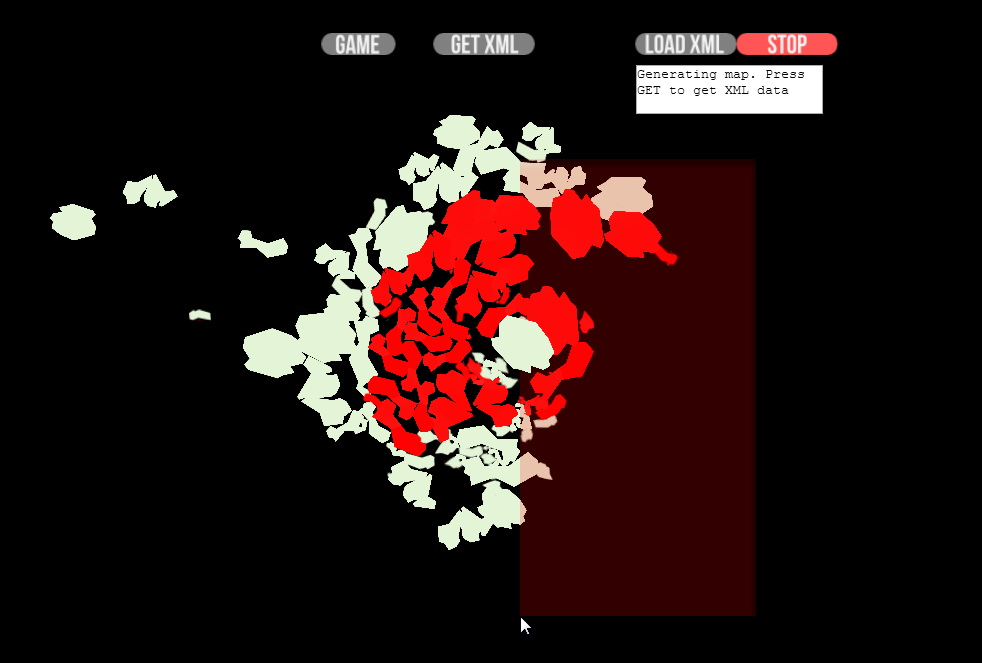 GAME
GET XML
LOAD XML
STOP
Generating map. Press
GET to get XML data